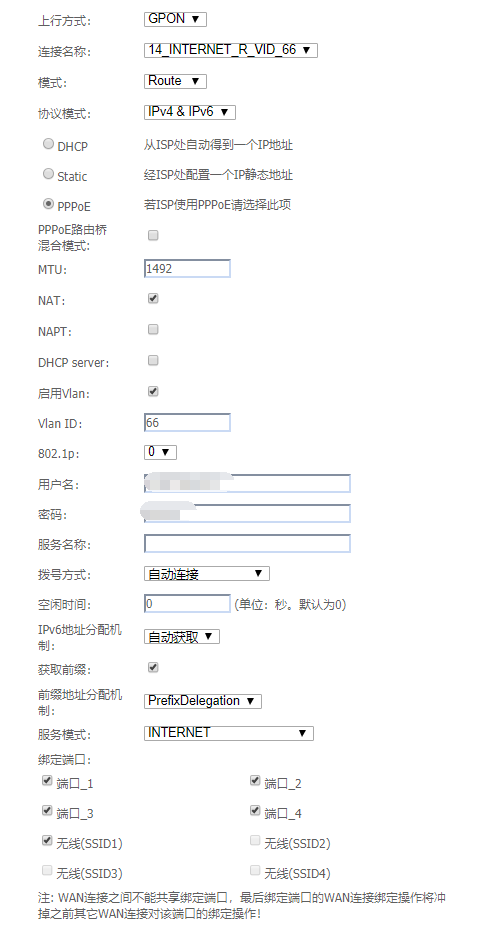 上行方式: GPON
连接名称: 14_INTERNET_R_VID_66
模式: Route
协议模式: IPv4 & IPv6
DHCP 从ISP处自动得到一个IP地址
Static 经ISP处配置一个IP静态地址
PPPoE 若ISP使用PPPoE请选择此项
PPPoE路由桥
混合模式:
MTU: 1492
NAT:
NAPT:
DHCP server:
启用Vlan:
Vlan ID: 66
802.1p: 0
用户名:
密码:
服务名称:
拨号方式: 自动连接
空闲时间: 0 (单位：秒。默认为0)
IPv6地址分配机
制: 自动获取
获取前缀:
前缀地址分配机
制: PrefixDelegation
服务模式: INTERNET
绑定端口:
端口_1 端口_2
端口_3 端口_4
无线(SSID1) 无线(SSID2)
无线(SSID3) 无线(SSID4)
注: WAN连接之间不能共享绑定端口，最后绑定端口的WAN连接绑定操作将冲
掉之前其它WAN连接对该端口的绑定操作!